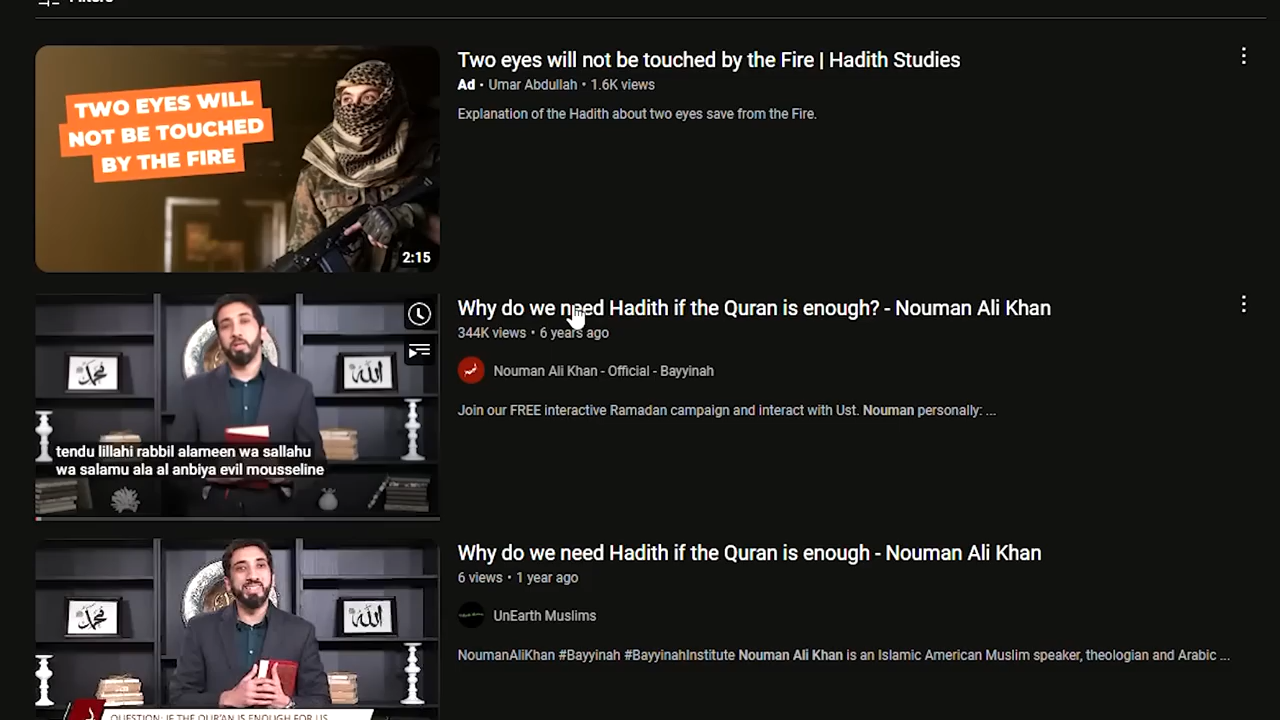 Filters
TWO EYES WILL
NOT BE TOUCHED
BY THE FIRE
2:15
Two eyes will not be touched by the Fire | Hadith Studies
Ad • Umar Abdullah • 1.6K views
Explanation of the Hadith about two eyes save from the Fire.
محمد
الله
tendu lillahi rabbil alameen wa sallahu
wa salamu ala al anbiya evil mousseline
Why do we need Hadith if the Quran is enough? - Nouman Ali Khan
344K views • 6 years ago
Nouman Ali Khan - Official - Bayyinah
Join our FREE interactive Ramadan campaign and interact with Ust. Nouman personally: ...
محمد
الله
QUESTION: IF THE QUR'AN IS ENOUGH FOR US
Why do we need Hadith if the Quran is enough - Nouman Ali Khan
6 views • 1 year ago
UnEarth Muslims
NoumanAliKhan #Bayyinah #BayyinahInstitute Nouman Ali Khan is an Islamic American Muslim speaker, theologian and Arabic ...